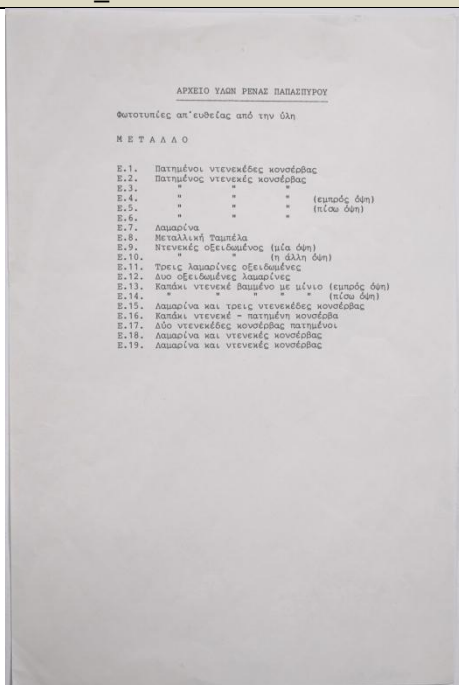 ΑΡΧΕΙΟ ΥΛΩΝ ΡΕΝΑΣ ΠΑΠΑΣΠΥΡΟΥ
Φωτοτυπίες απ'ευθείας από την ύλη
Μ Ε Τ Α Λ Λ Ο
Ε.1. Πατημένοι ντενεκέδες κονσέρβας
Ε.2. Πατημένος ντενεκές κονσέρβας
Ε.3. " " "
Ε.4. " " " (εμπρός όψη)
Ε.5. " " " (πίσω όψη)
Ε.6. " " "
Ε.7. Λαμαρίνα
Ε.8. Μεταλλική Ταμπέλα
Ε.9. Ντενεκές οξειδωμένος (μία όψη)
Ε.10. " " (η άλλη όψη)
Ε.11. Τρεις λαμαρίνες οξειδωμένες
Ε.12. Δυο οξειδωμένες λαμαρίνες
Ε.13. Καπάκι ντενεκέ βαμμένο με μίνιο (εμπρός όψη)
Ε.14. " " " " " (πίσω όψη)
Ε.15. Λαμαρίνα και τρεις ντενεκέδες κονσέρβας
Ε.16. Καπάκι ντενεκέ - πατημένη κονσέρβα
Ε.17. Δύο ντενεκέδες κονσέρβας πατημένοι
Ε.18. Λαμαρίνα και ντενεκές κονσέρβας
Ε.19. Λαμαρίνα και ντενεκές κονσέρβας